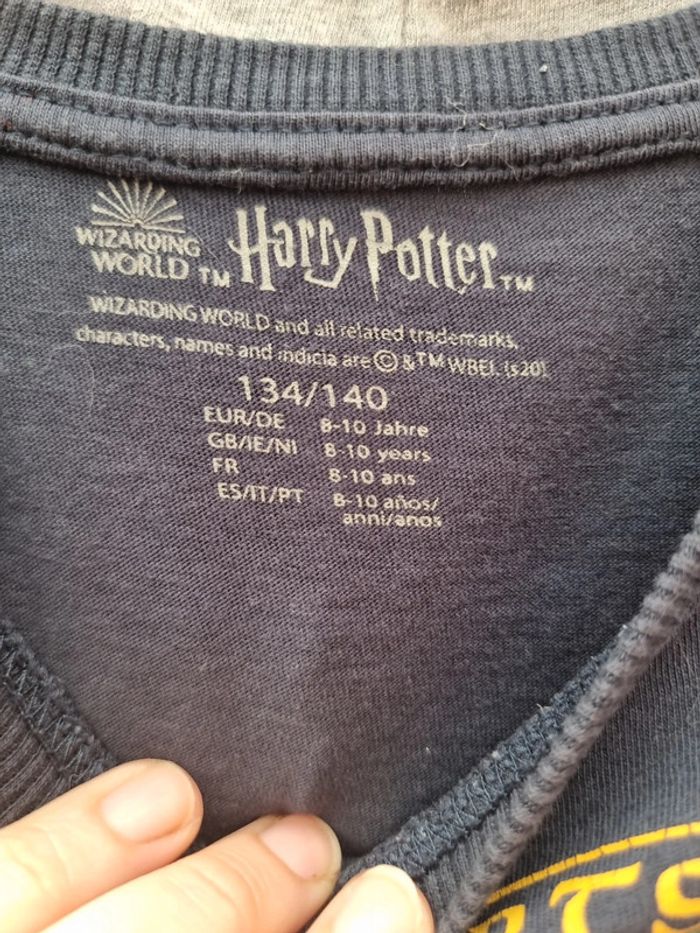 WIZARDING
WORLD TM
Harry Potter TM
WIZARDING WORLD and all related trademarks,
characters, names and indicia are © & TM WBEI. (s20)
134/140
EUR/DE 8-10 Jahre
GB/IE/NI 8-10 years
FR 8-10 ans
ES/IT/PT 8-10 años/
anni/anos